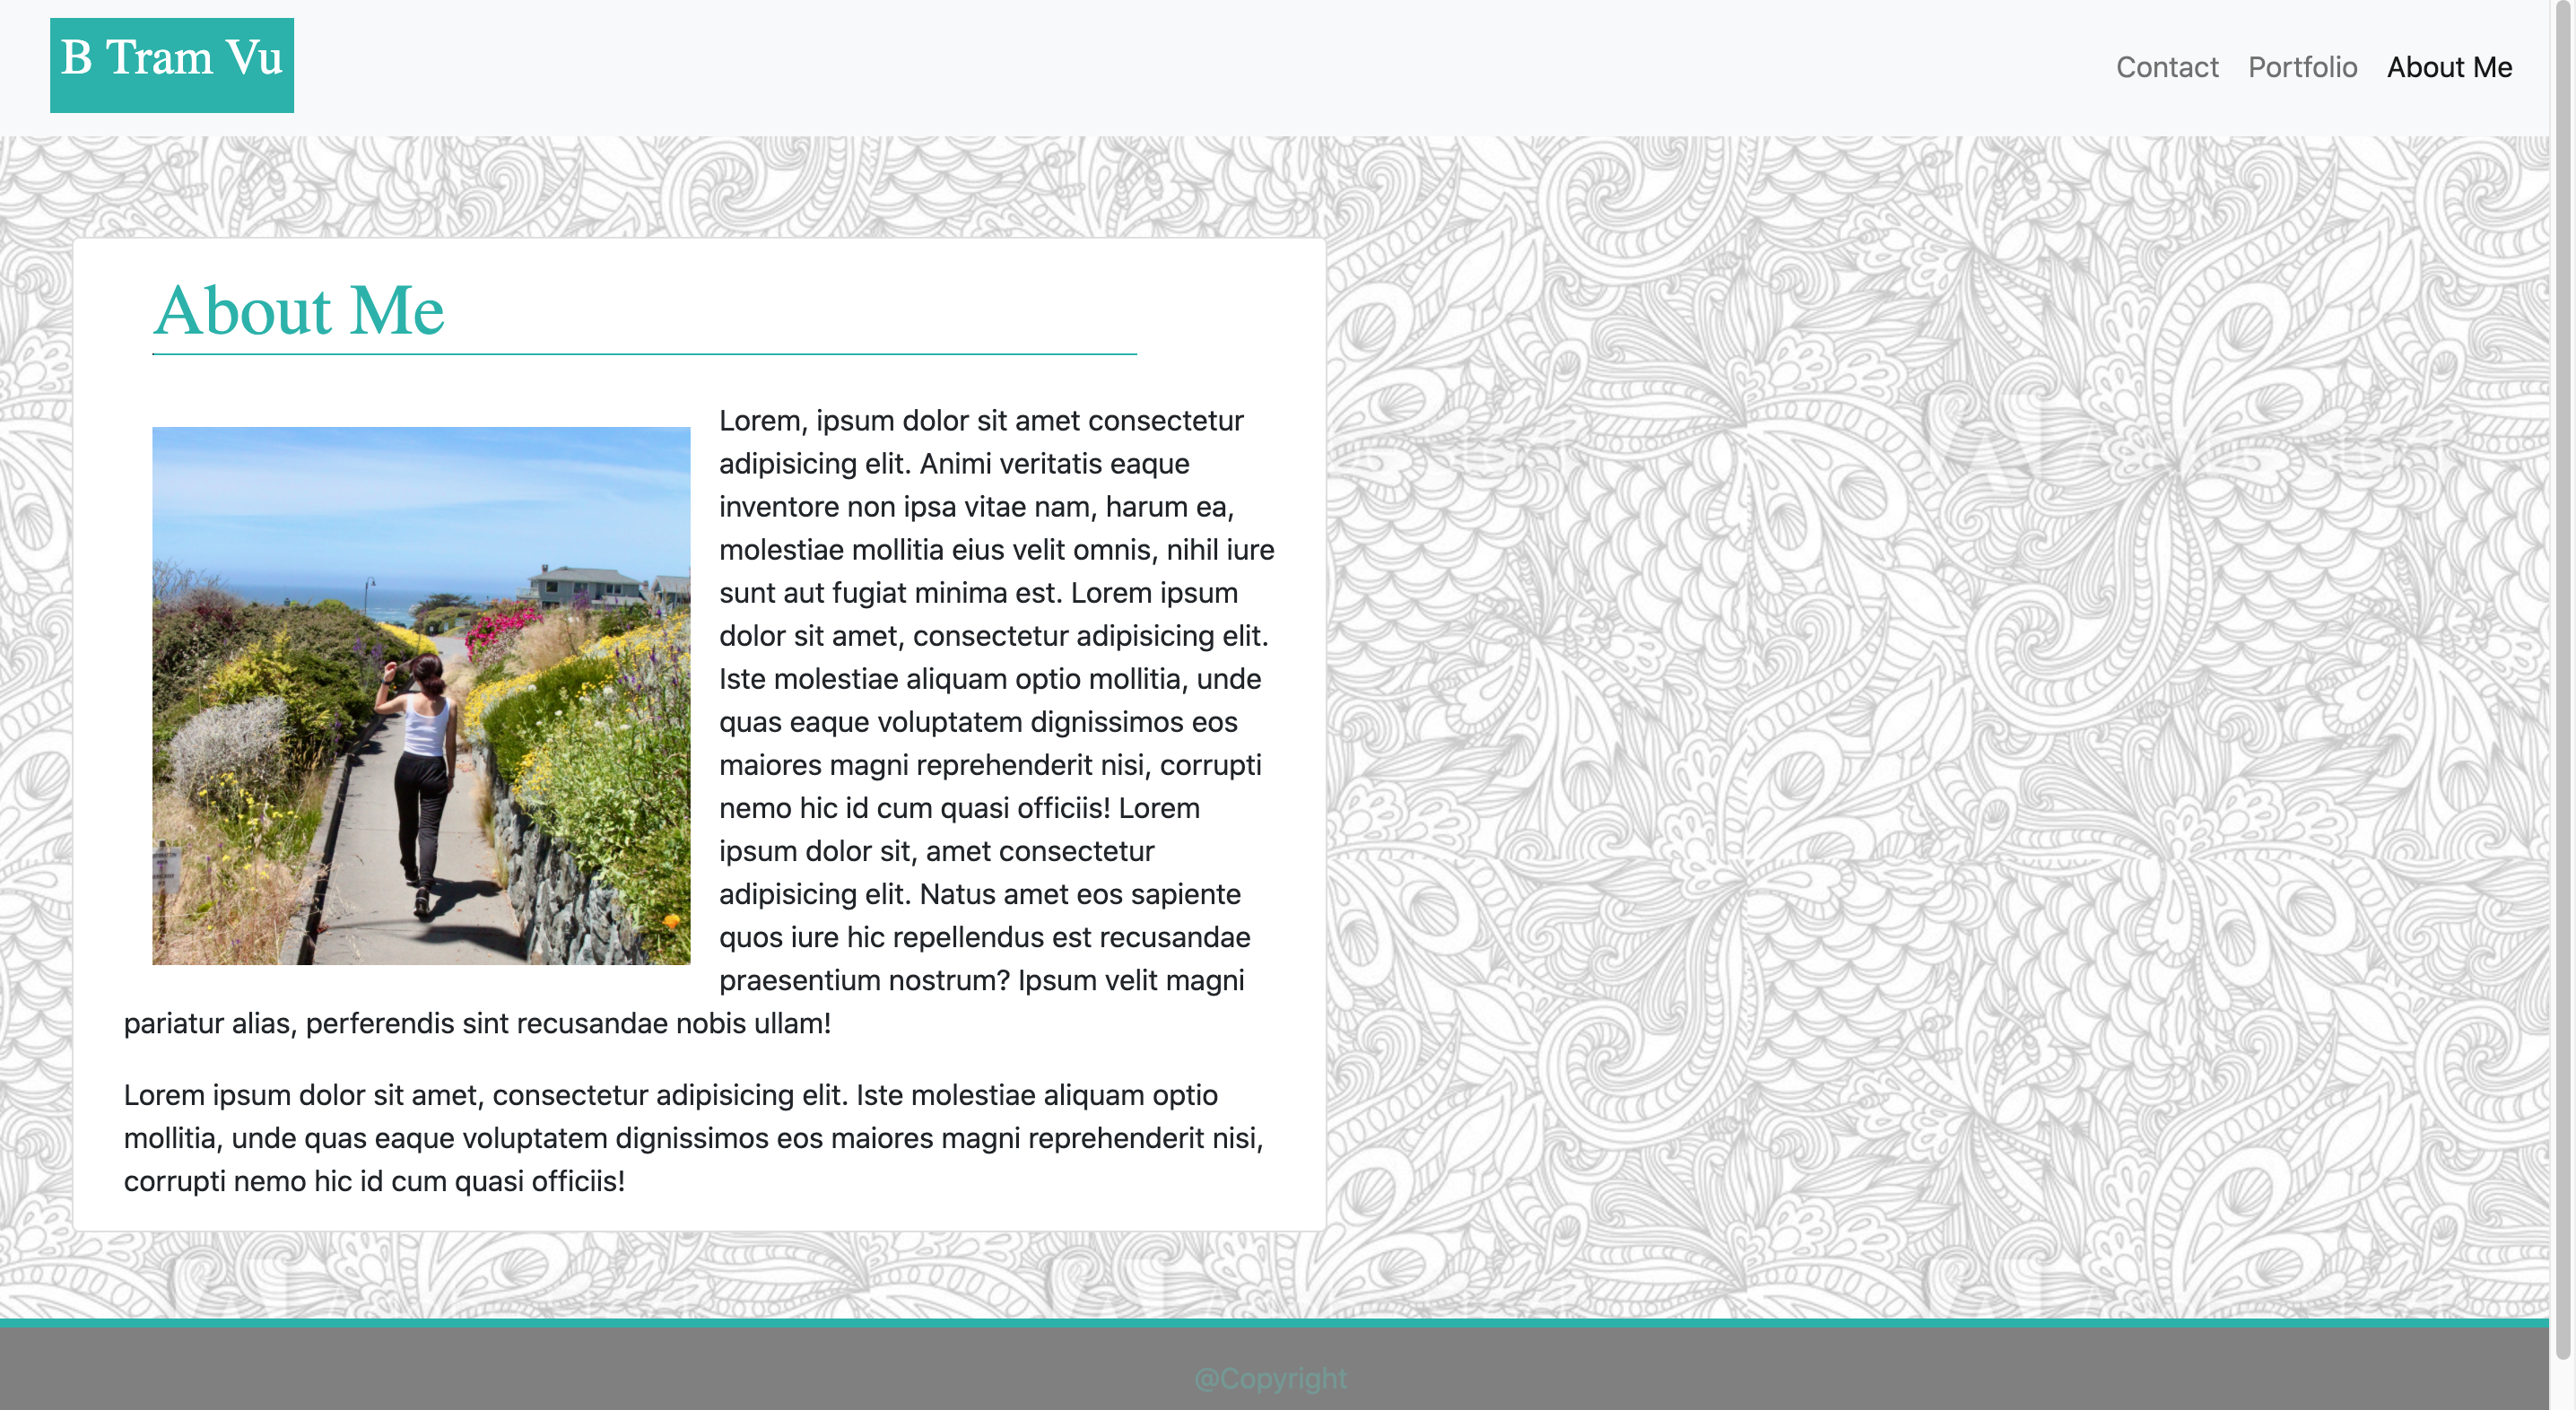 B Tram Vu
Contact Portfolio About Me
About Me
Lorem, ipsum dolor sit amet consectetur
adipisicing elit. Animi veritatis eaque
inventore non ipsa vitae nam, harum ea,
molestiae mollitia eius velit omnis, nihil iure
sunt aut fugiat minima est. Lorem ipsum
dolor sit amet, consectetur adipisicing elit.
Iste molestiae aliquam optio mollitia, unde
quas eaque voluptatem dignissimos eos
maiores magni reprehenderit nisi, corrupti
nemo hic id cum quasi officiis! Lorem
ipsum dolor sit, amet consectetur
adipisicing elit. Natus amet eos sapiente
quos iure hic repellendus est recusandae
praesentium nostrum? Ipsum velit magni
pariatur alias, perferendis sint recusandae nobis ullam!
Lorem ipsum dolor sit amet, consectetur adipisicing elit. Iste molestiae aliquam optio
mollitia, unde quas eaque voluptatem dignissimos eos maiores magni reprehenderit nisi,
corrupti nemo hic id cum quasi officiis!
@Copyright